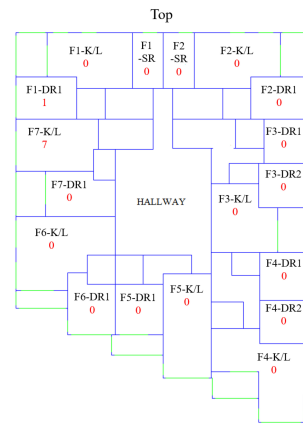 Top
F1-K/L
0
F1
-SR
0
F2
-SR
0
F2-K/L
0
F1-DR1
1
F2-DR1
0
F7-K/L
7
F3-DR1
0
F7-DR1
0
HALLWAY
F3-DR2
0
F3-K/L
0
F6-K/L
0
F4-DR1
0
F6-DR1
0
F5-DR1
0
F5-K/L
0
F4-DR2
0
F4-K/L
0